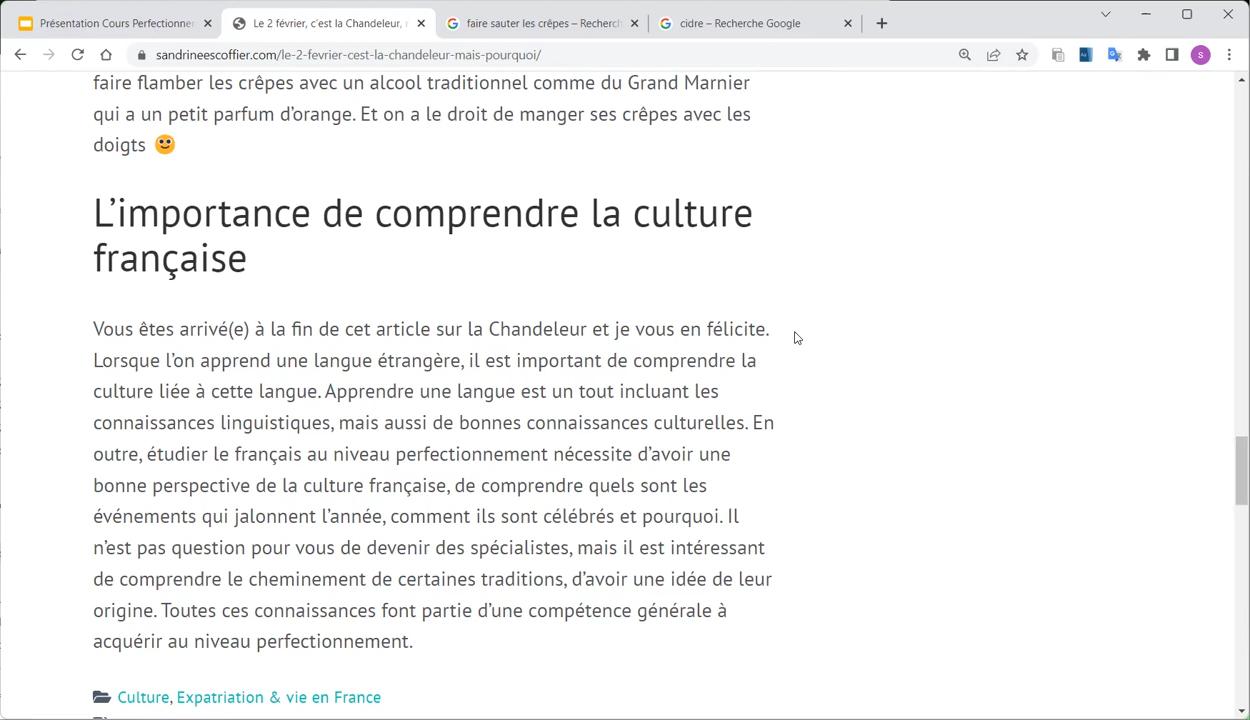 Présentation Cours Perfectionner
Le 2 février, c'est la Chandeleur,
faire sauter les crêpes – Recherch
cidre – Recherche Google
sandrineescoffier.com/le-2-fevrier-cest-la-chandeleur-mais-pourquoi/
s
faire flamber les crêpes avec un alcool traditionnel comme du Grand Marnier
qui a un petit parfum d'orange. Et on a le droit de manger ses crêpes avec les
doigts
L'importance de comprendre la culture
française
Vous êtes arrivé(e) à la fin de cet article sur la Chandeleur et je vous en félicite.
Lorsque l'on apprend une langue étrangère, il est important de comprendre la
culture liée à cette langue. Apprendre une langue est un tout incluant les
connaissances linguistiques, mais aussi de bonnes connaissances culturelles. En
outre, étudier le français au niveau perfectionnement nécessite d'avoir une
bonne perspective de la culture française, de comprendre quels sont les
événements qui jalonnent l'année, comment ils sont célébrés et pourquoi. Il
n'est pas question pour vous de devenir des spécialistes, mais il est intéressant
de comprendre le cheminement de certaines traditions, d'avoir une idée de leur
origine. Toutes ces connaissances font partie d'une compétence générale à
acquérir au niveau perfectionnement.
Culture, Expatriation & vie en France